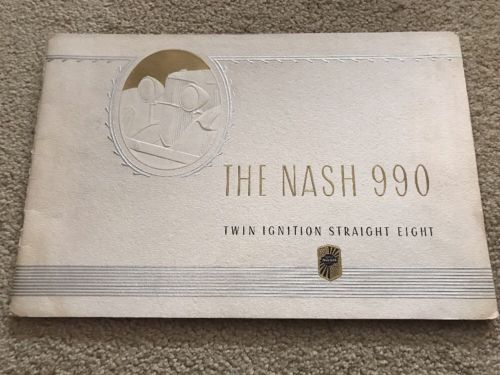 THE NASH 990
TWIN IGNITION STRAIGHT EIGHT